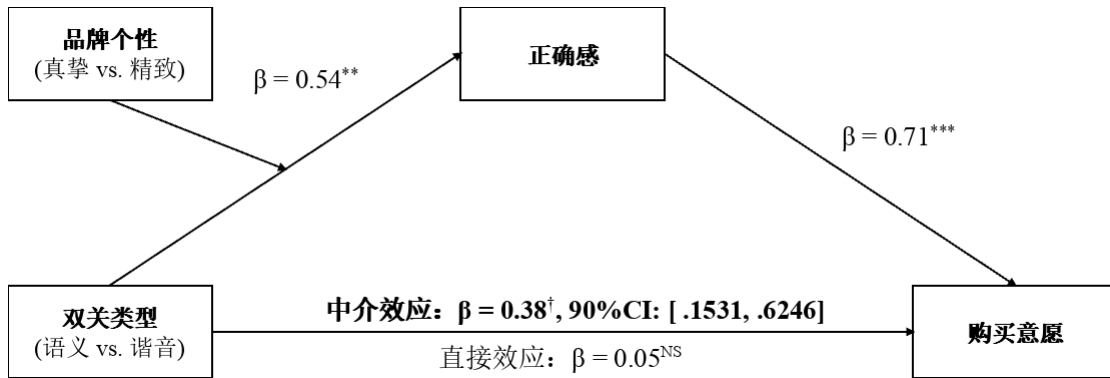 品牌个性
(真挚 vs. 精致)
正确感
β = 0.54**
β = 0.71***
双关类型
(语义 vs. 谐音)
中介效应：β = 0.38†, 90%CI: [ .1531, .6246]
直接效应：β = 0.05NS
购买意愿